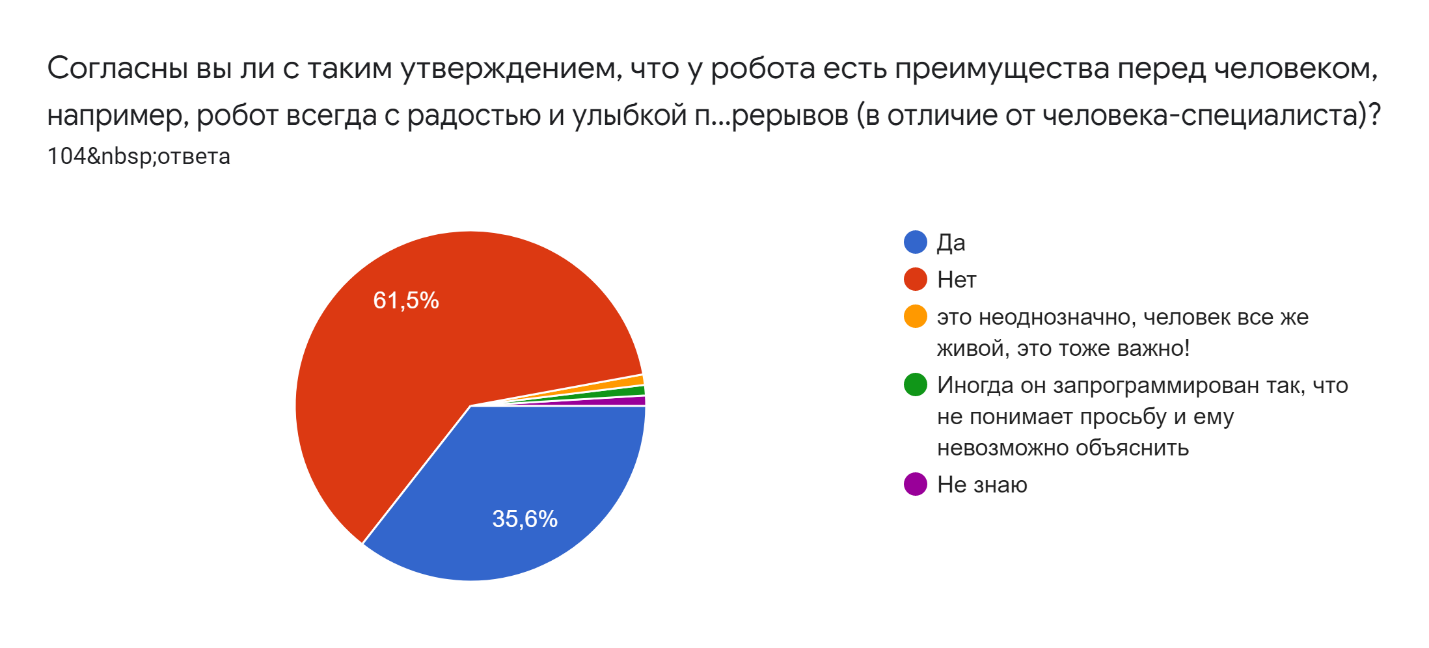 Согласны вы ли с таким утверждением, что у робота есть преимущества перед человеком,
например, робот всегда с радостью и улыбкой п...рерывов (в отличие от человека-специалиста)?
104&nbsp;ответа
61,5%
35,6%
Да
Нет
это неоднозначно, человек все же
живой, это тоже важно!
Иногда он запрограммирован так, что
не понимает просьбу и ему
невозможно объяснить
Не знаю